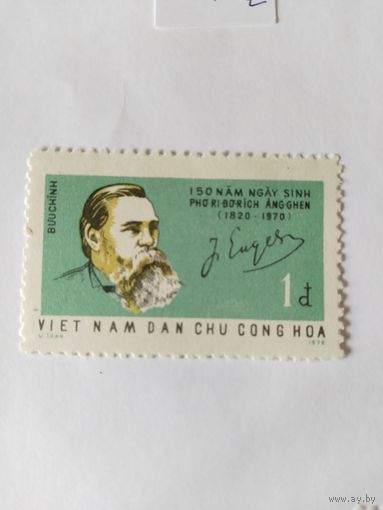 BƯU CHÍNH
150 NĂM NGÀY SINH
PHƠ-RI-ĐƠ-RÍCH ĂNG-GHEN
(1820 - 1970)
F. Engels
1đ
VIET NAM DAN CHU CONG HOA
1970
www.ay.by